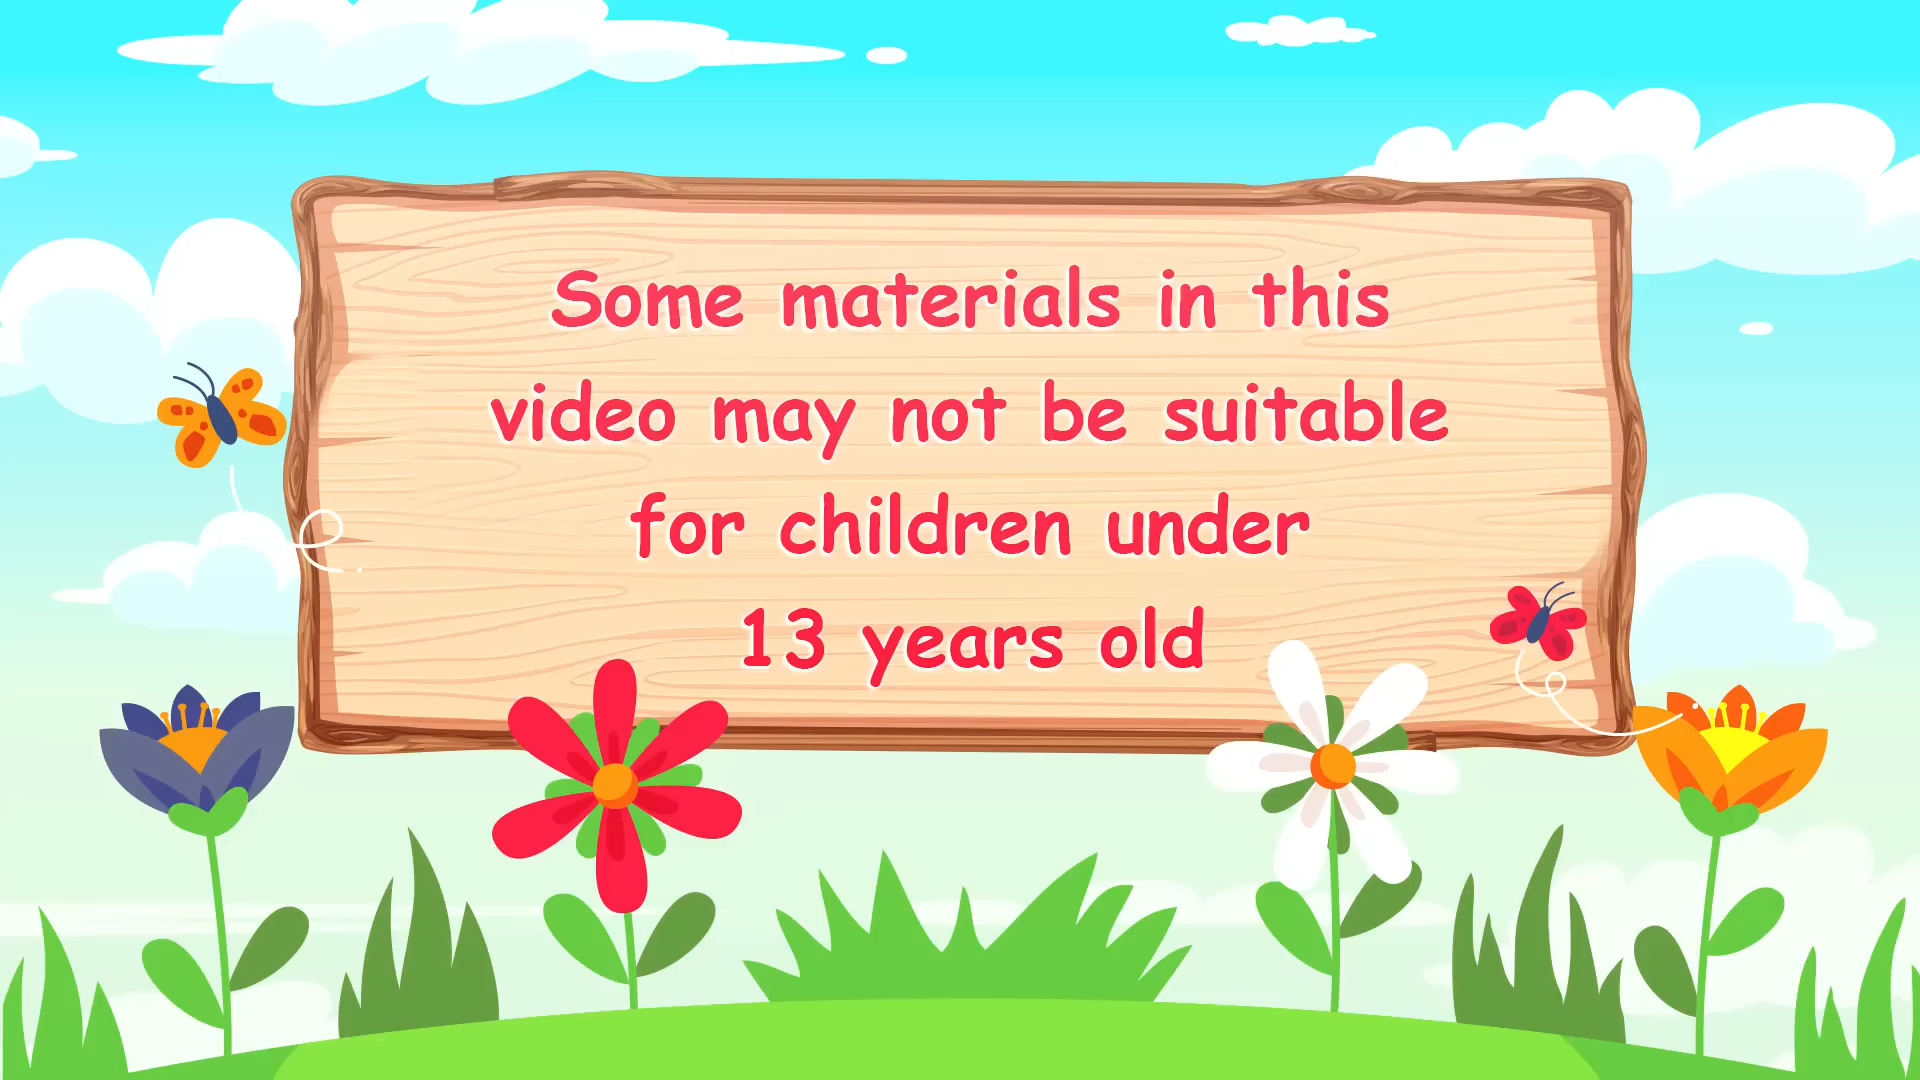 Some materials in this
video may not be suitable
for children under
13 years old